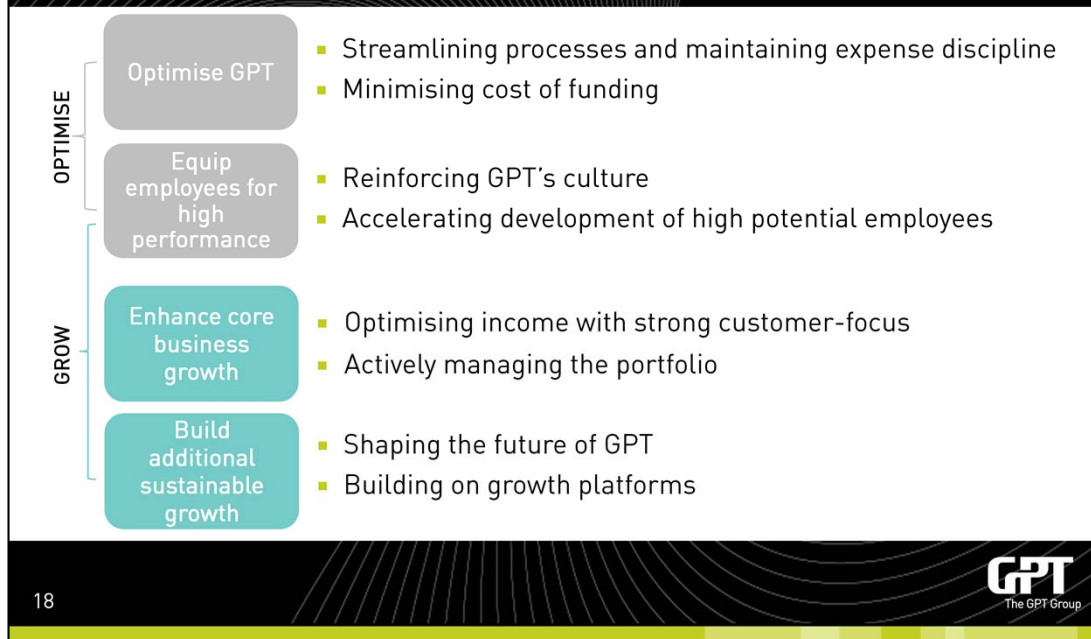 OPTIMISE
Optimise GPT
Streamlining processes and maintaining expense discipline
Minimising cost of funding
Equip
employees for
high
performance
Reinforcing GPT's culture
Accelerating development of high potential employees
GROW
Enhance core
business
growth
Optimising income with strong customer-focus
Actively managing the portfolio
Build
additional
sustainable
growth
Shaping the future of GPT
Building on growth platforms
18
GPT
The GPT Group